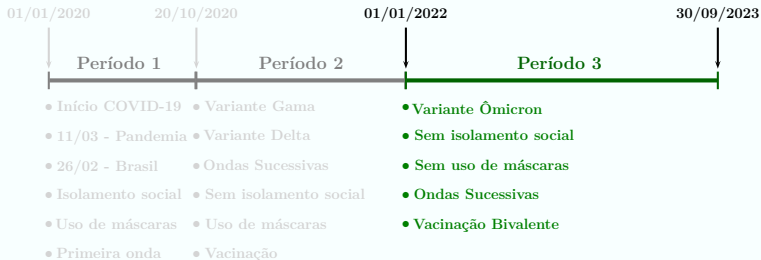 01/01/2020 20/10/2020 01/01/2022 30/09/2023
Período 1 Período 2 Período 3
• Início COVID-19 • Variante Gama • Variante Ômicron
• 11/03 - Pandemia • Variante Delta • Sem isolamento social
• 26/02 - Brasil • Ondas Sucessivas • Sem uso de máscaras
• Isolamento social • Sem isolamento social • Ondas Sucessivas
• Uso de máscaras • Uso de máscaras • Vacinação Bivalente
• Primeira onda • Vacinação